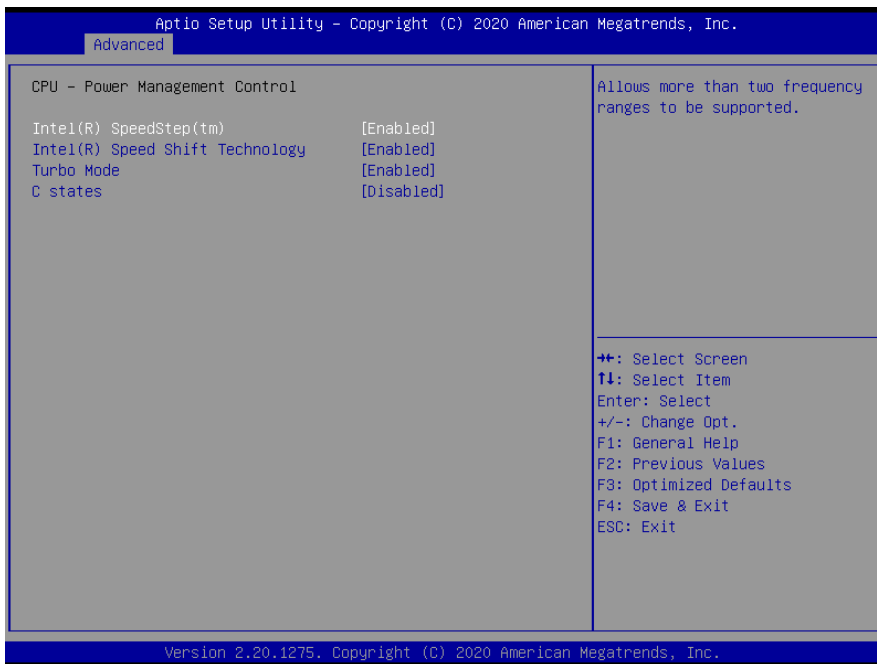 Aptio Setup Utility – Copyright (C) 2020 American Megatrends, Inc.
Advanced
CPU – Power Management Control
Intel(R) SpeedStep(tm) [Enabled]
Intel(R) Speed Shift Technology [Enabled]
Turbo Mode [Enabled]
C states [Disabled]
Allows more than two frequency
ranges to be supported.
→←: Select Screen
↑↓: Select Item
Enter: Select
+/-: Change Opt.
F1: General Help
F2: Previous Values
F3: Optimized Defaults
F4: Save & Exit
ESC: Exit
Version 2.20.1275. Copyright (C) 2020 American Megatrends, Inc.